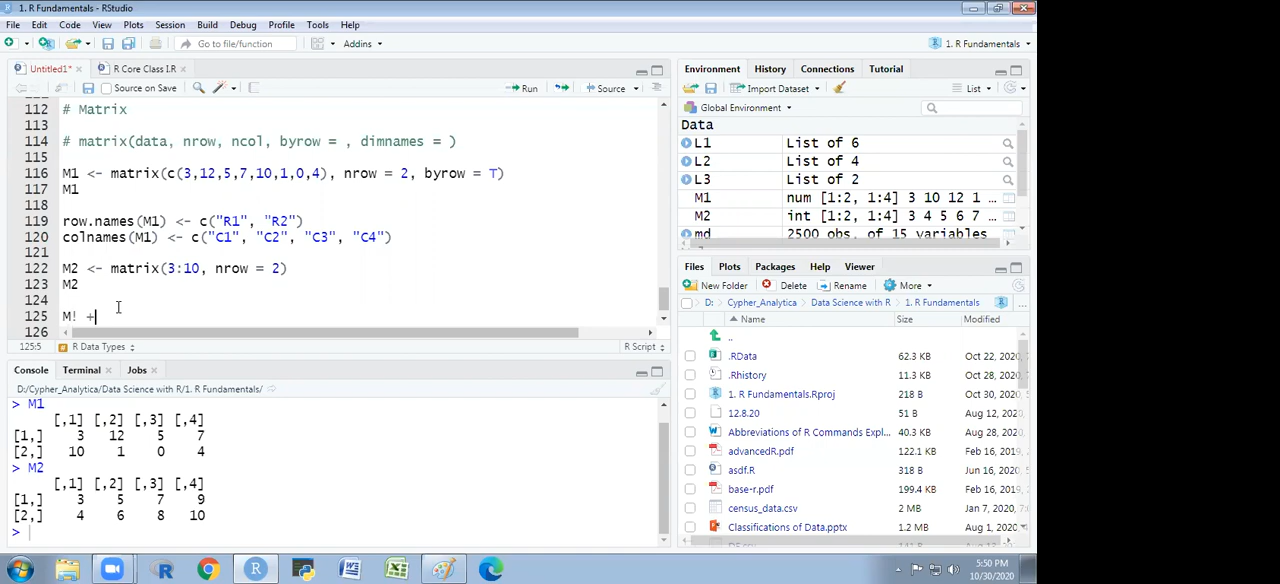 1. R Fundamentals - RStudio
File Edit Code View Plots Session Build Debug Profile Tools Help
Go to file/function Addins 1. R Fundamentals
Untitled1* R Core Class I.R
Source on Save Run Source
112 # Matrix
113
114 # matrix(data, nrow, ncol, byrow = , dimnames = )
115
116 M1 <- matrix(c(3,12,5,7,10,1,0,4), nrow = 2, byrow = T)
117 M1
118
119 row.names(M1) <- c("R1", "R2")
120 colnames(M1) <- c("C1", "C2", "C3", "C4")
121
122 M2 <- matrix(3:10, nrow = 2)
123 M2
124
125 M! +
126
125:5 R Data Types R Script
Console Terminal Jobs
D:/Cypher_Analytica/Data Science with R/1. R Fundamentals/
> M1
[,1] [,2] [,3] [,4]
[1,] 3 12 5 7
[2,] 10 1 0 4
> M2
[,1] [,2] [,3] [,4]
[1,] 3 5 7 9
[2,] 4 6 8 10
>
Environment History Connections Tutorial
Import Dataset List
Global Environment
Data
L1 List of 6
L2 List of 4
L3 List of 2
M1 num [1:2, 1:4] 3 10 12 1 ...
M2 int [1:2, 1:4] 3 4 5 6 7 ...
md 2500 obs. of 15 variables
Files Plots Packages Help Viewer
New Folder Delete Rename More
D: Cypher_Analytica Data Science with R 1. R Fundamentals ...
Name Size Modified
..
.RData 62.3 KB Oct 22, 2020,
.Rhistory 11.3 KB Oct 28, 2020,
1. R Fundamentals.Rproj 218 B Oct 30, 2020,
12.8.20 51 B Aug 12, 2020,
Abbreviations of R Commands Expl... 40.3 KB Aug 28, 2020,
advancedR.pdf 122.1 KB Feb 16, 2019,
asdf.R 318 B Jun 16, 2020,
base-r.pdf 199.4 KB Feb 16, 2019,
census_data.csv 2 MB Jan 7, 2020,
Classifications of Data.pptx 1.2 MB Aug 1, 2020,
5:50 PM
10/30/2020